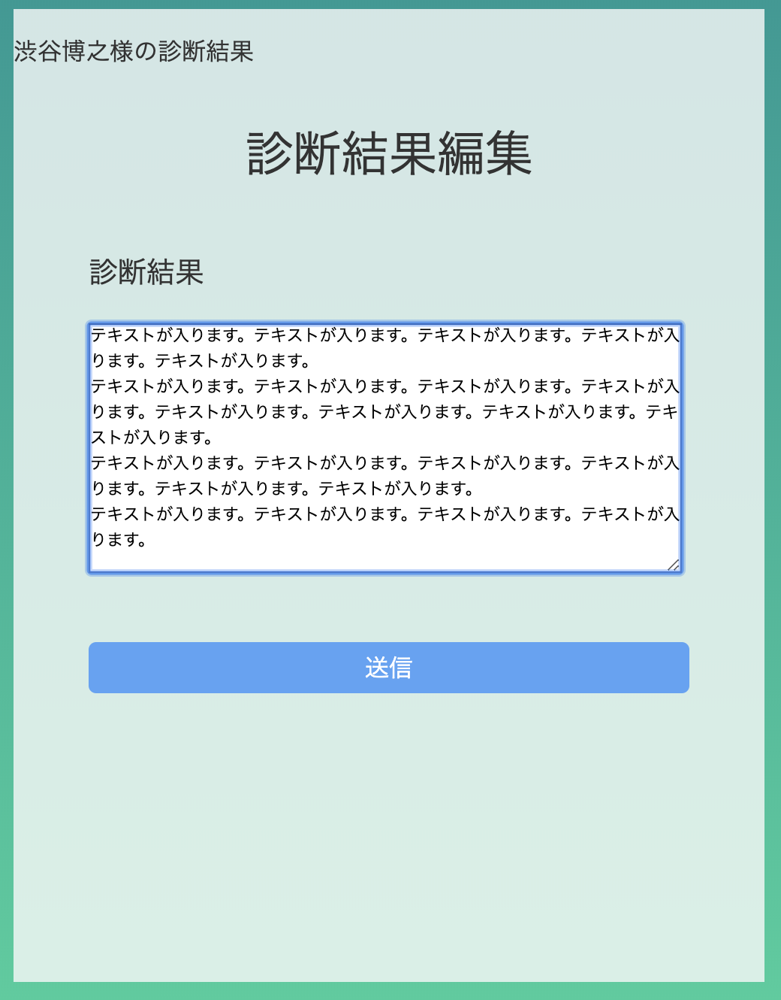 渋谷博之様の診断結果
診断結果編集
診断結果
テキストが入ります。テキストが入ります。テキストが入ります。テキストが入
ります。テキストが入ります。
テキストが入ります。テキストが入ります。テキストが入ります。テキストが入
ります。テキストが入ります。テキストが入ります。テキストが入ります。テキ
ストが入ります。
テキストが入ります。テキストが入ります。テキストが入ります。テキストが入
ります。テキストが入ります。テキストが入ります。
テキストが入ります。テキストが入ります。テキストが入ります。テキストが入
ります。
送信